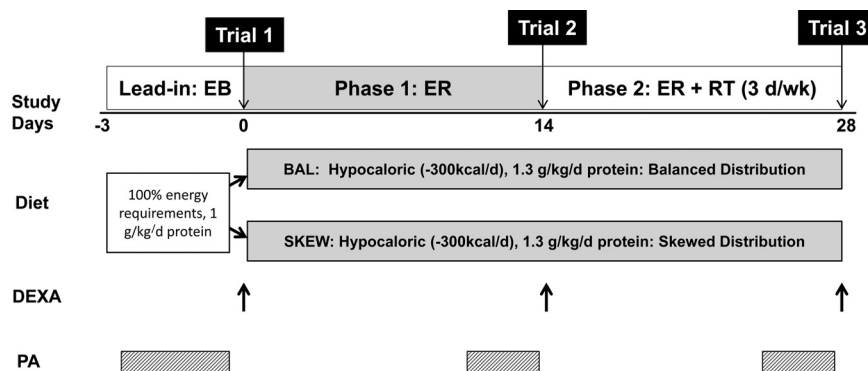 Trial 1
Trial 2
Trial 3
Lead-in: EB
Phase 1: ER
Phase 2: ER + RT (3 d/wk)
Study
Days
-3
0
14
28
Diet
100% energy
requirements, 1
g/kg/d protein
BAL: Hypocaloric (-300kcal/d), 1.3 g/kg/d protein: Balanced Distribution
SKEW: Hypocaloric (-300kcal/d), 1.3 g/kg/d protein: Skewed Distribution
DEXA
PA